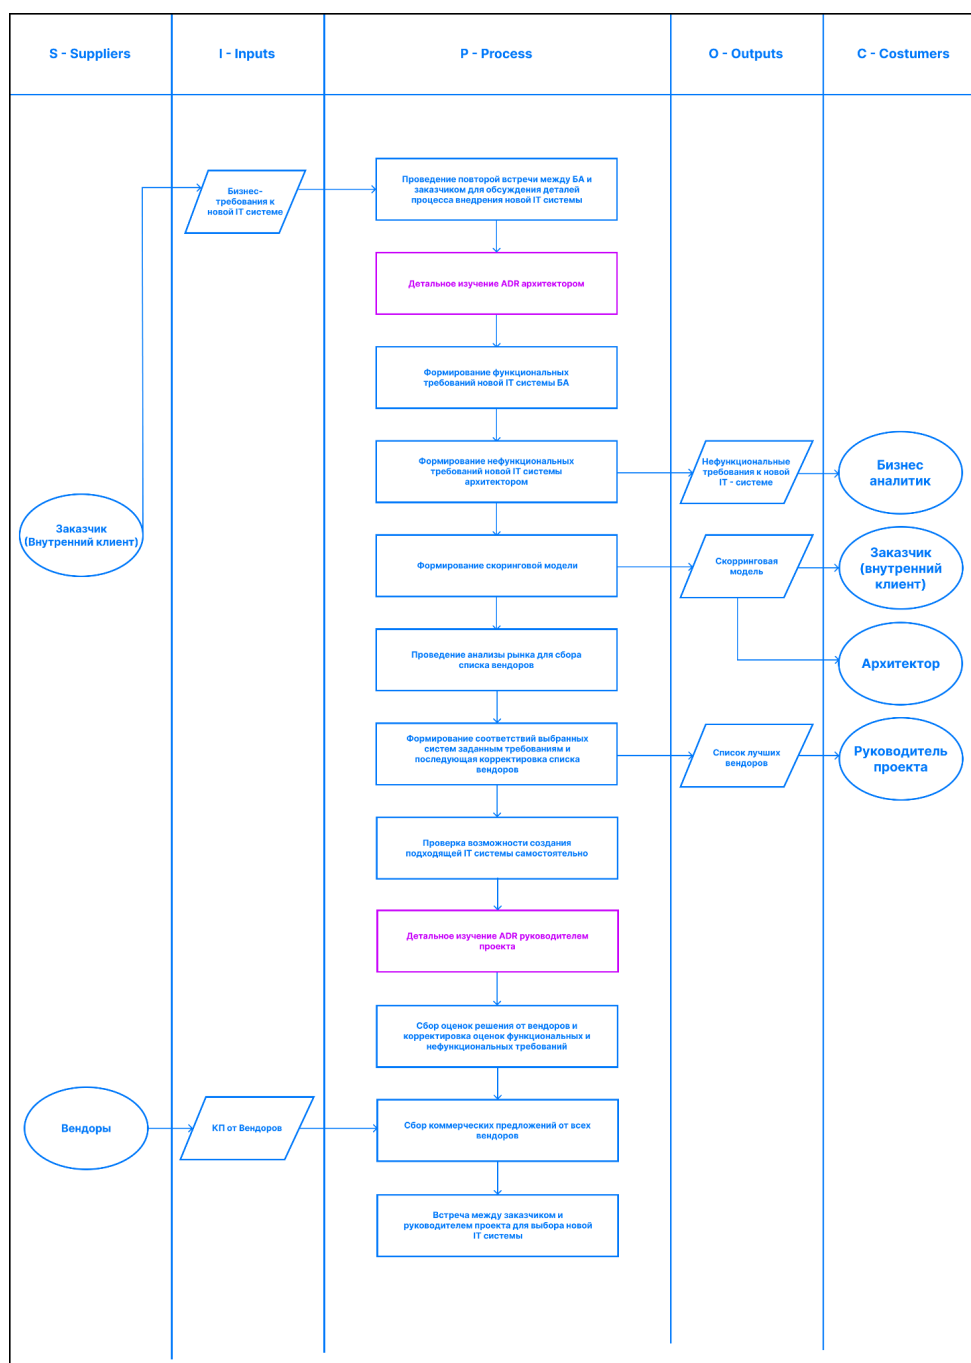 S - Suppliers
I - Inputs
P - Process
O - Outputs
C - Costumers
Бизнес-
требования к
новой IT системе
Проведение повторой встречи между БА и
заказчиком для обсуждения деталей
процесса внедрения новой IT системы
Детальное изучение ADR архитектором
Формирование функциональных
требований новой IT системы БА
Формирование нефункциональных
требований новой IT системы
архитектором
Нефункциональные
требования к новой
IT - системе
Бизнес
аналитик
Заказчик
(Внутренний клиент)
Формирование скоринговой модели
Скорринговая
модель
Заказчик
(внутренний
клиент)
Архитектор
Проведение анализы рынка для сбора
списка вендоров
Формирование соответствий выбранных
систем заданным требованиям и
последующая корректировка списка
вендоров
Список лучших
вендоров
Руководитель
проекта
Проверка возможности создания
подходящей IT системы самостоятельно
Детальное изучение ADR руководителем
проекта
Сбор оценок решения от вендоров и
корректировка оценок функциональных и
нефункциональных требований
Вендоры
КП от Вендоров
Сбор коммерческих предложений от всех
вендоров
Встреча между заказчиком и
руководителем проекта для выбора новой
IT системы